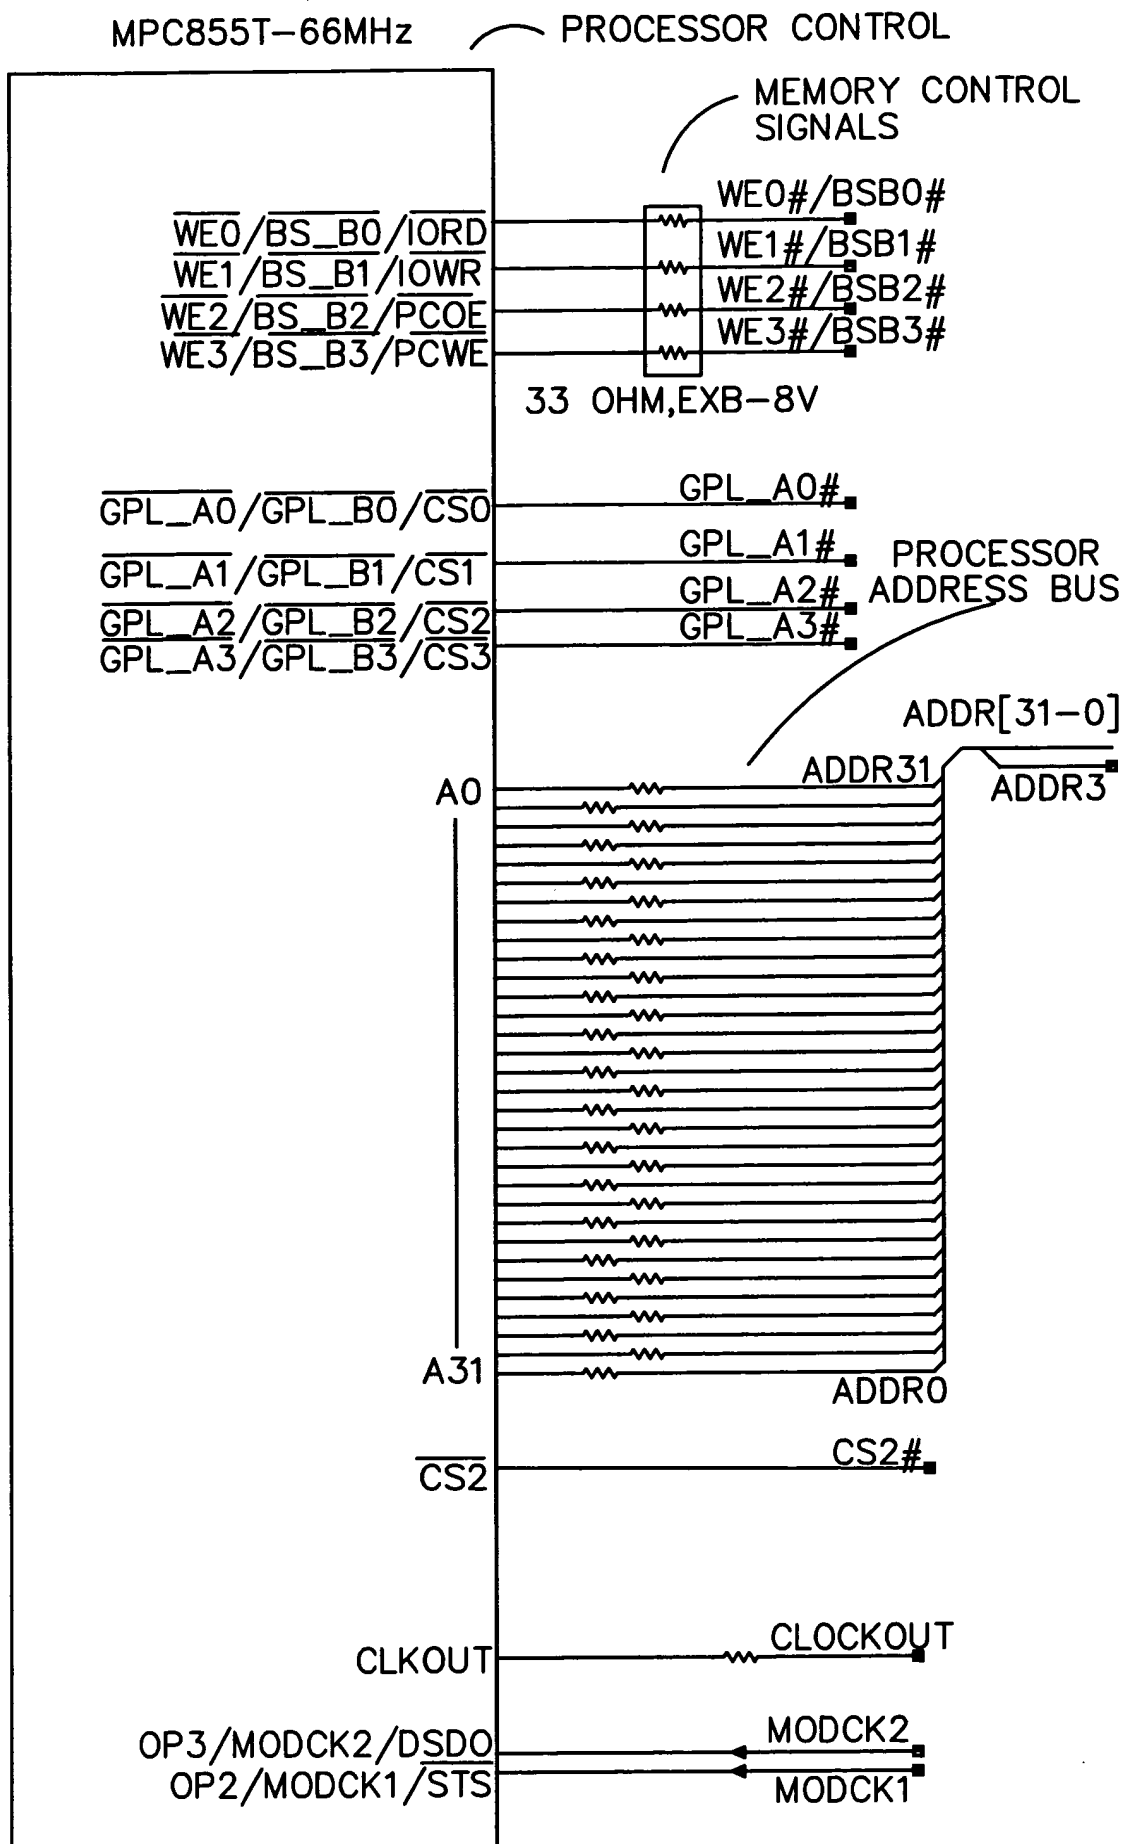 MPC855T-66MHz
PROCESSOR CONTROL
MEMORY CONTROL
SIGNALS
WE0/BS_B0/IORD
WE0#/BSB0#
WE1/BS_B1/IOWR
WE1#/BSB1#
WE2/BS_B2/PCOE
WE2#/BSB2#
WE3/BS_B3/PCWE
WE3#/BSB3#
33 OHM,EXB-8V
GPL_A0/GPL_B0/CS0
GPL_A0#
GPL_A1/GPL_B1/CS1
GPL_A1#
GPL_A2/GPL_B2/CS2
GPL_A2#
GPL_A3/GPL_B3/CS3
GPL_A3#
PROCESSOR
ADDRESS BUS
ADDR[31-0]
ADDR3
A0
ADDR31
A31
ADDR0
CS2
CS2#
CLKOUT
CLOCKOUT
OP3/MODCK2/DSDO
MODCK2
OP2/MODCK1/STS
MODCK1